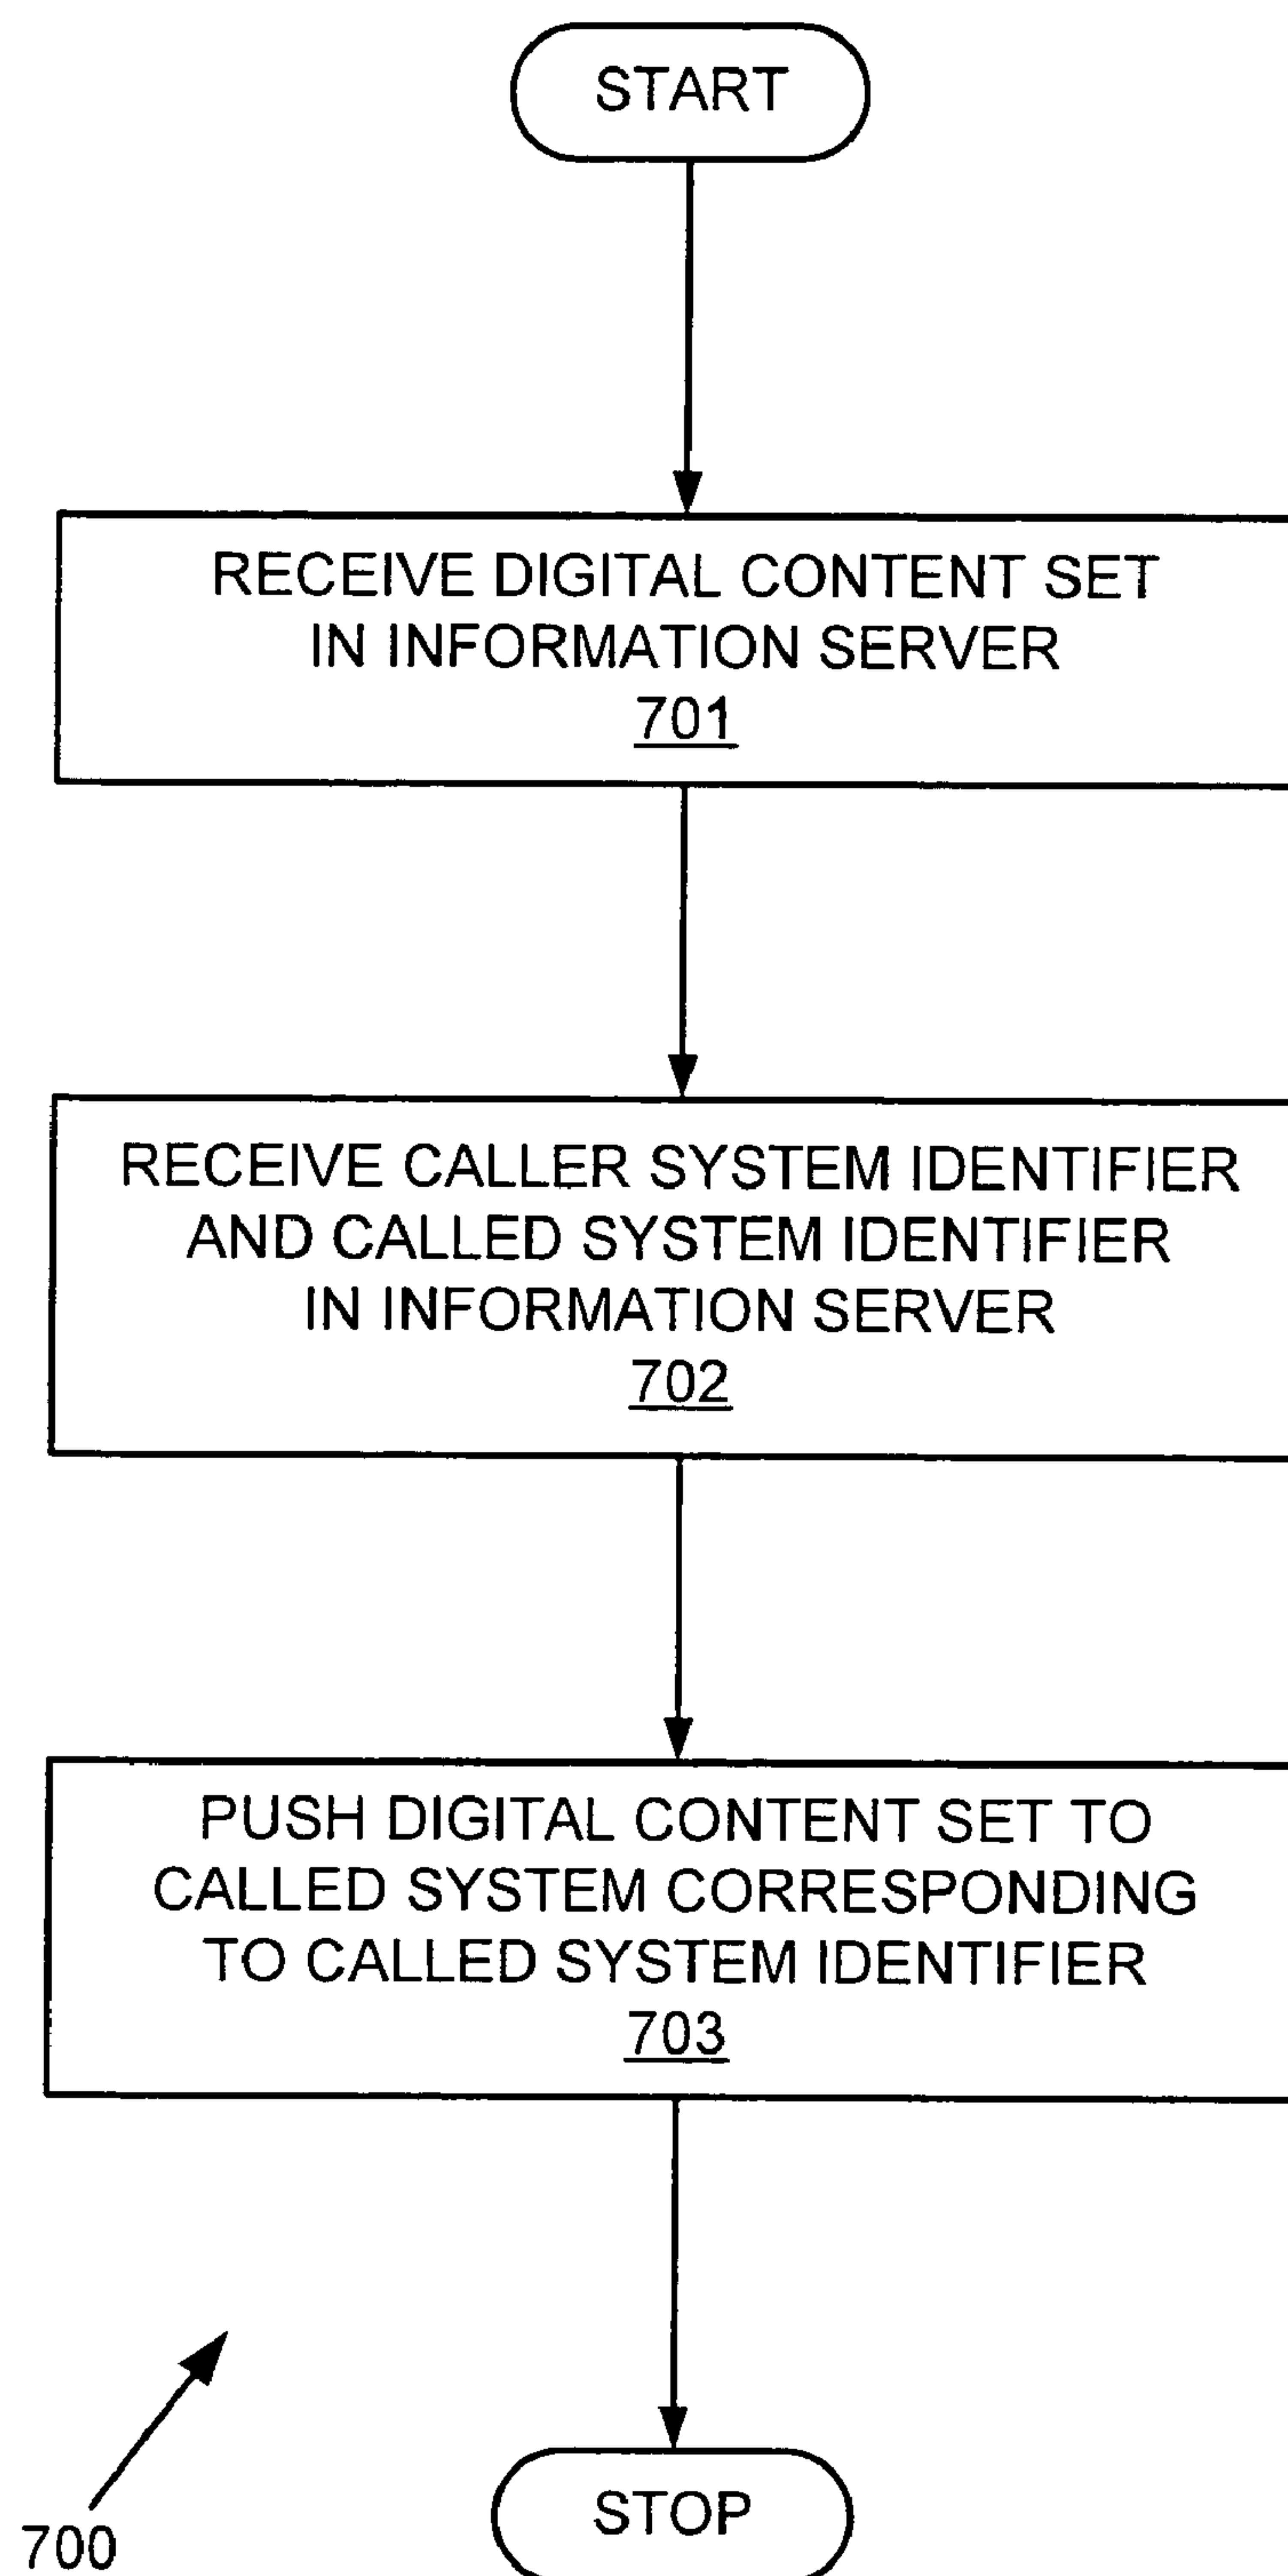 START
RECEIVE DIGITAL CONTENT SET
IN INFORMATION SERVER
701
RECEIVE CALLER SYSTEM IDENTIFIER
AND CALLED SYSTEM IDENTIFIER
IN INFORMATION SERVER
702
PUSH DIGITAL CONTENT SET TO
CALLED SYSTEM CORRESPONDING
TO CALLED SYSTEM IDENTIFIER
703
STOP
700